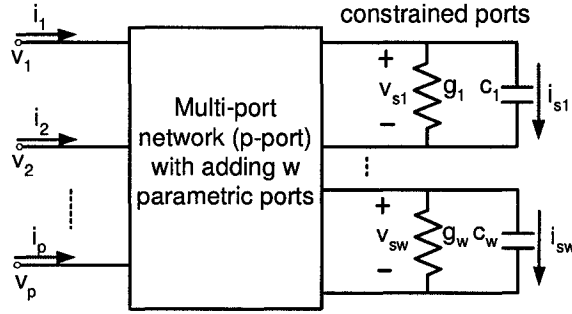 constrained ports
i1
v1
i2
v2
ip
vp
Multi-port
network (p-port)
with adding w
parametric ports
+
vs1
−
g1
c1
is1
+
vsw
−
gw
cw
isw